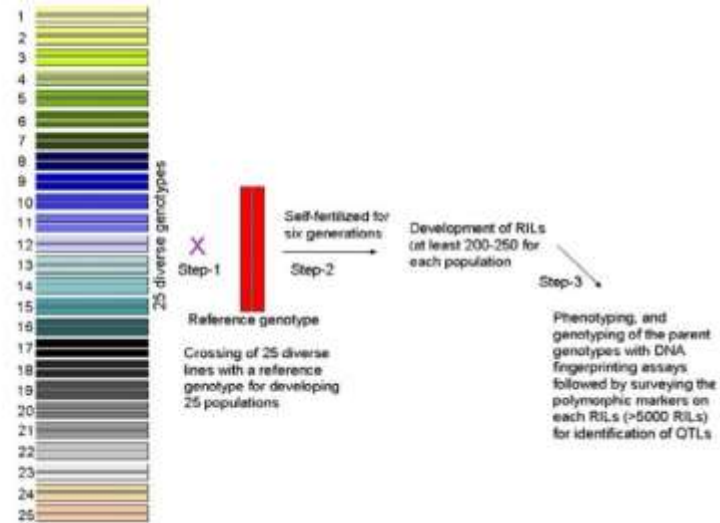 1
2
3
4
5
6
7
8
9
10
11
12
13
14
15
16
17
18
19
20
21
22
23
24
25
25 diverse genotypes
X
Step-1
Reference genotype
Crossing of 25 diverse
lines with a reference
genotype for developing
25 populations
Self-fertilized for
six generations
Step-2
Development of RILs
(at least 200-250 for
each population
Step-3
Phenotyping, and
genotyping of the parent
genotypes with DNA
fingerprinting assays
followed by surveying the
polymorphic markers on
each RILs (>5000 RILs)
for identification of QTLs